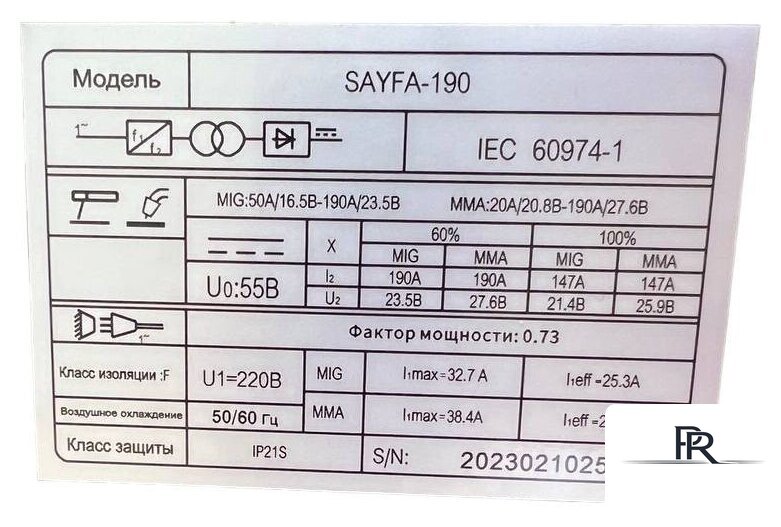 Модель SAYFA-190
1~ f1 f2 IEC 60974-1
MIG:50A/16.5B-190A/23.5B MMA:20A/20.8B-190A/27.6B
X 60% 100%
MIG MMA MIG MMA
U0:55B I2 190A 190A 147A 147A
U2 23.5B 27.6B 21.4B 25.9B
1~ Фактор мощности: 0.73
Класс изоляции :F U1=220B MIG I1max=32.7 A I1eff =25.3A
Воздушное охлаждение 50/60 Гц MMA I1max=38.4A I1eff =2
Класс защиты IP21S S/N: 2023021025
PR